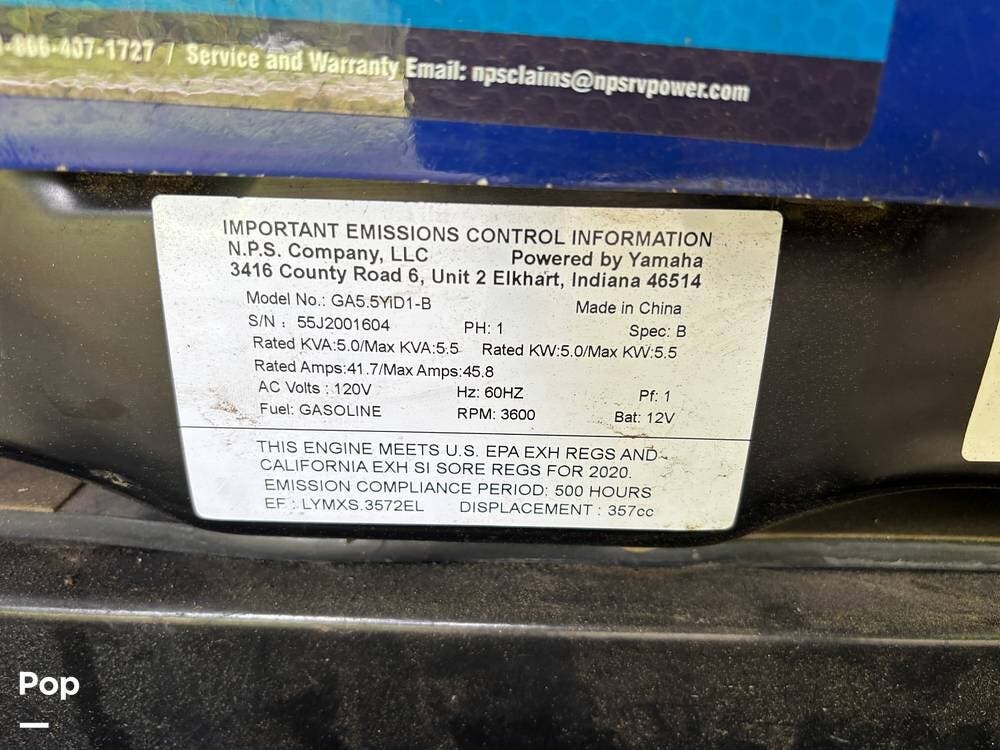 -866-407-1727 / Service and Warranty Email: npsclaims@npsrvpower.com
IMPORTANT EMISSIONS CONTROL INFORMATION
N.P.S. Company, LLC Powered by Yamaha
3416 County Road 6, Unit 2 Elkhart, Indiana 46514
Model No.: GA5.5YiD1-B Made in China
S/N : 55J2001604 PH: 1 Spec: B
Rated KVA:5.0/Max KVA:5.5 Rated KW:5.0/Max KW:5.5
Rated Amps:41.7/Max Amps:45.8
AC Volts : 120V Hz: 60HZ Pf: 1
Fuel: GASOLINE RPM: 3600 Bat: 12V
THIS ENGINE MEETS U.S. EPA EXH REGS AND
CALIFORNIA EXH SI SORE REGS FOR 2020.
EMISSION COMPLIANCE PERIOD: 500 HOURS
EF : LYMXS.3572EL DISPLACEMENT : 357cc
Pop